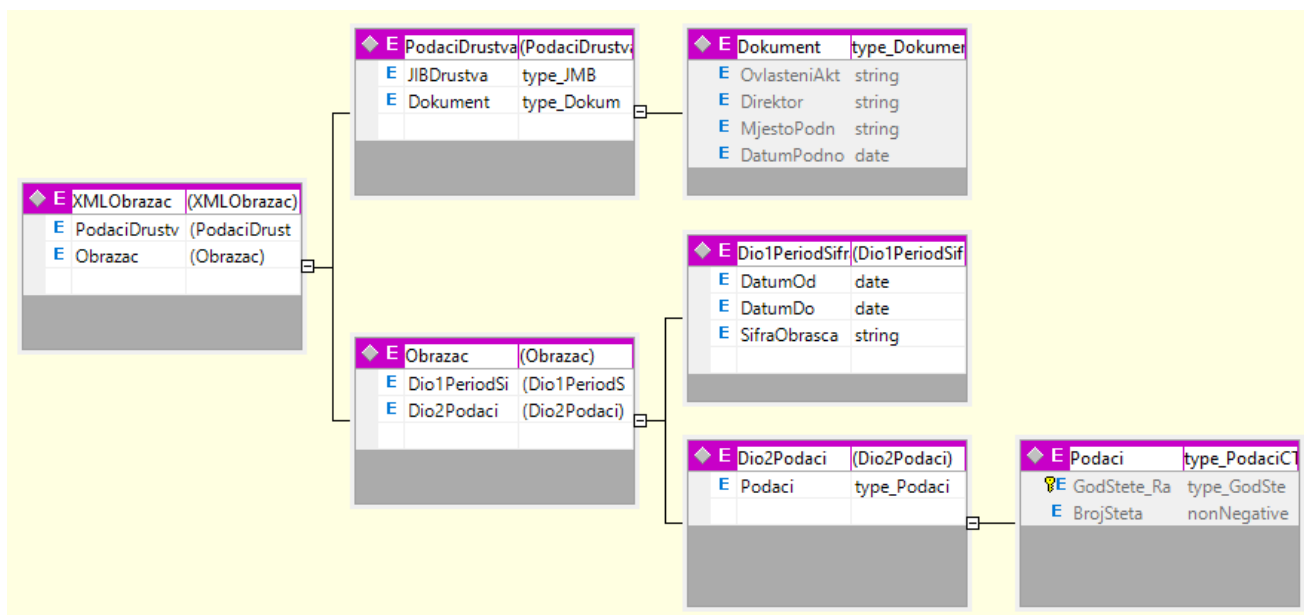 E XMLObrazac (XMLObrazac)
E PodaciDrustv (PodaciDrust
E Obrazac (Obrazac)
E PodaciDrustva (PodaciDrustva
E JIBDrustva type_JMB
E Dokument type_Dokum
E Dokument type_Dokumen
E OvlasteniAkt string
E Direktor string
E MjestoPodn string
E DatumPodno date
E Obrazac (Obrazac)
E Dio1PeriodSi (Dio1PeriodS
E Dio2Podaci (Dio2Podaci)
E Dio1PeriodSifr (Dio1PeriodSif
E DatumOd date
E DatumDo date
E SifraObrasca string
E Dio2Podaci (Dio2Podaci)
E Podaci type_Podaci
E Podaci type_PodaciCT
E GodStete_Ra type_GodSte
E BrojSteta nonNegative